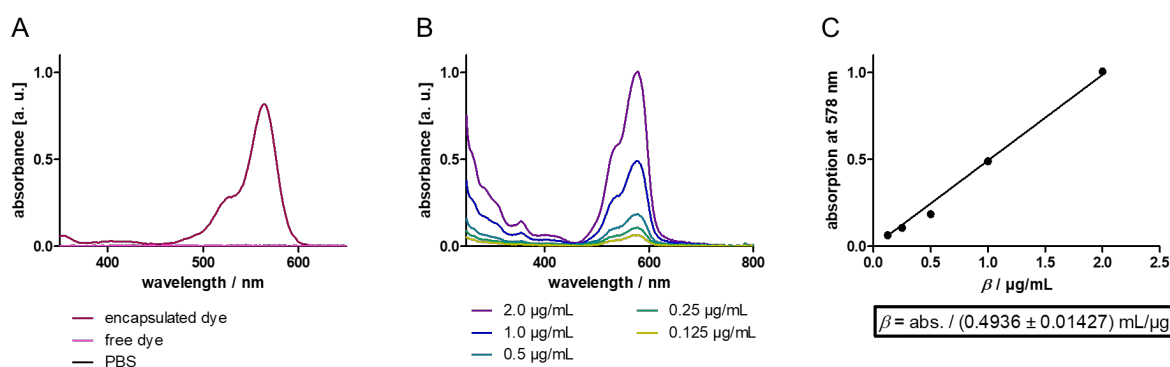 A
absorbance [a. u.]
1.0
0.5
0.0
400
500
600
wavelength / nm
encapsulated dye
free dye
PBS
B
absorbance [a. u.]
1.0
0.5
0.0
400
600
800
wavelength / nm
2.0 µg/mL
1.0 µg/mL
0.5 µg/mL
0.25 µg/mL
0.125 µg/mL
C
absorption at 578 nm
1.0
0.5
0.0
0.0
0.5
1.0
1.5
2.0
2.5
β / µg/mL
β = abs. / (0.4936 ± 0.01427) mL/µg